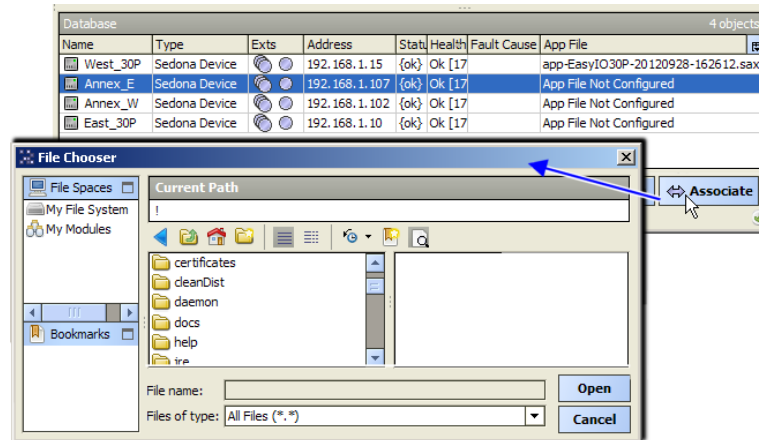 Database 4 objects
Name Type Exts Address Statu Health Fault Cause App File
West_30P Sedona Device 192.168.1.15 {ok} Ok [17 app-EasyIO30P-20120928-162612.sax
Annex_E Sedona Device 192.168.1.107 {ok} Ok [17 App File Not Configured
Annex_W Sedona Device 192.168.1.102 {ok} Ok [17 App File Not Configured
East_30P Sedona Device 192.168.1.10 {ok} Ok [17 App File Not Configured
Associate
File Chooser
File Spaces
My File System
My Modules
Bookmarks
Current Path
!
certificates
cleanDist
daemon
docs
help
jre
File name:
Open
Files of type: All Files (*.*)
Cancel